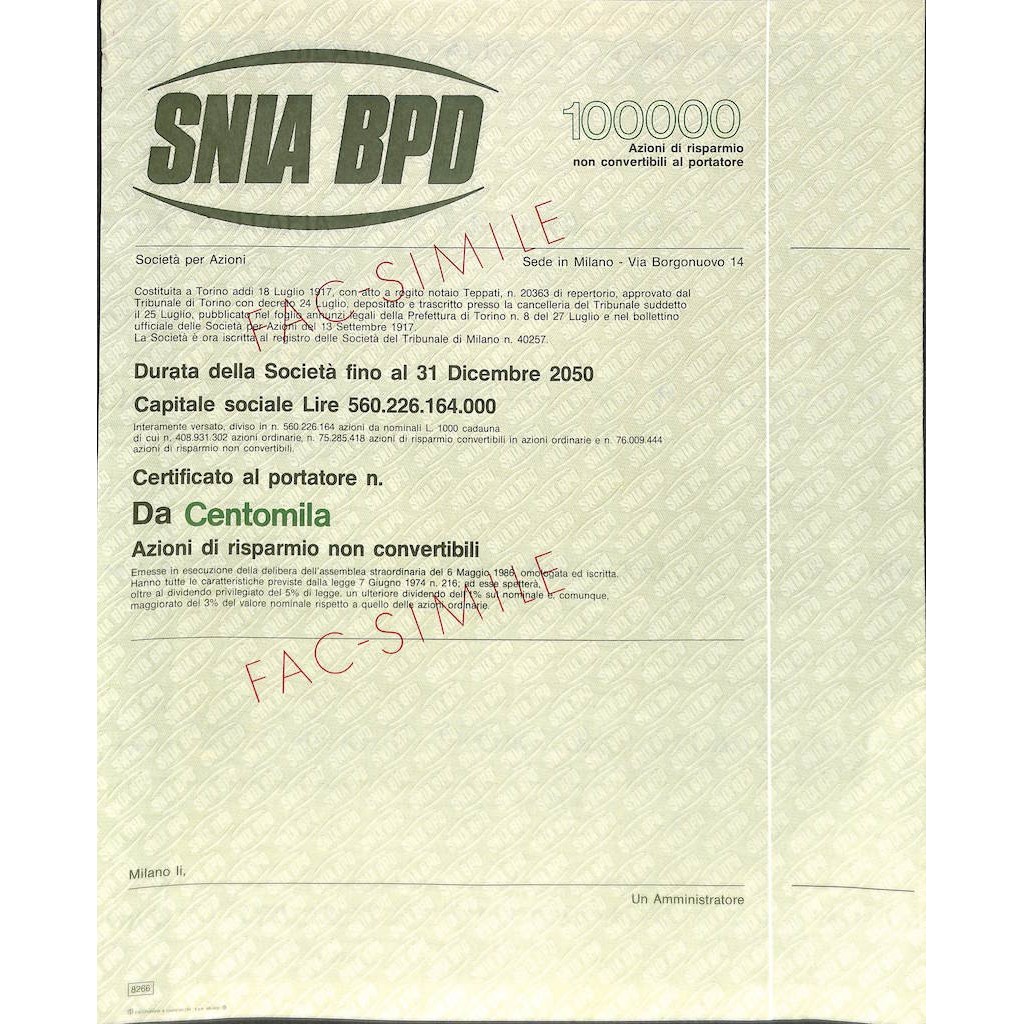 SNIA BPD
100000
Azioni di risparmio
non convertibili al portatore
FAC-SIMILE
Società per Azioni
Sede in Milano - Via Borgonuovo 14
Costituita a Torino addì 18 Luglio 1917, con atto a rogito notaio Teppati, n. 20363 di repertorio, approvato dal
Tribunale di Torino con decreto 24 Luglio, depositato e trascritto presso la cancelleria del Tribunale suddetto
il 25 Luglio, pubblicato nel foglio annunzi legali della Prefettura di Torino n. 8 del 27 Luglio e nel bollettino
ufficiale delle Società per Azioni del 13 Settembre 1917.
La Società è ora iscritta al registro delle Società del Tribunale di Milano n. 40257.
Durata della Società fino al 31 Dicembre 2050
Capitale sociale Lire 560.226.164.000
Interamente versato, diviso in n. 560.226.164 azioni da nominali L. 1000 cadauna
di cui n. 408.931.302 azioni ordinarie, n. 75.285.418 azioni di risparmio convertibili in azioni ordinarie e n. 76.009.444
azioni di risparmio non convertibili.
Certificato al portatore n.
Da Centomila
Azioni di risparmio non convertibili
Emesse in esecuzione della delibera dell'assemblea straordinaria del 6 Maggio 1986, omologata ed iscritta.
Hanno tutte le caratteristiche previste dalla legge 7 Giugno 1974 n. 216; ad esse spetterà,
oltre al dividendo privilegiato del 5% di legge, un ulteriore dividendo dell'1% sul nominale e, comunque,
maggiorato del 3% del valore nominale rispetto a quello delle azioni ordinarie.
FAC-SIMILE
Milano li,
Un Amministratore
8266